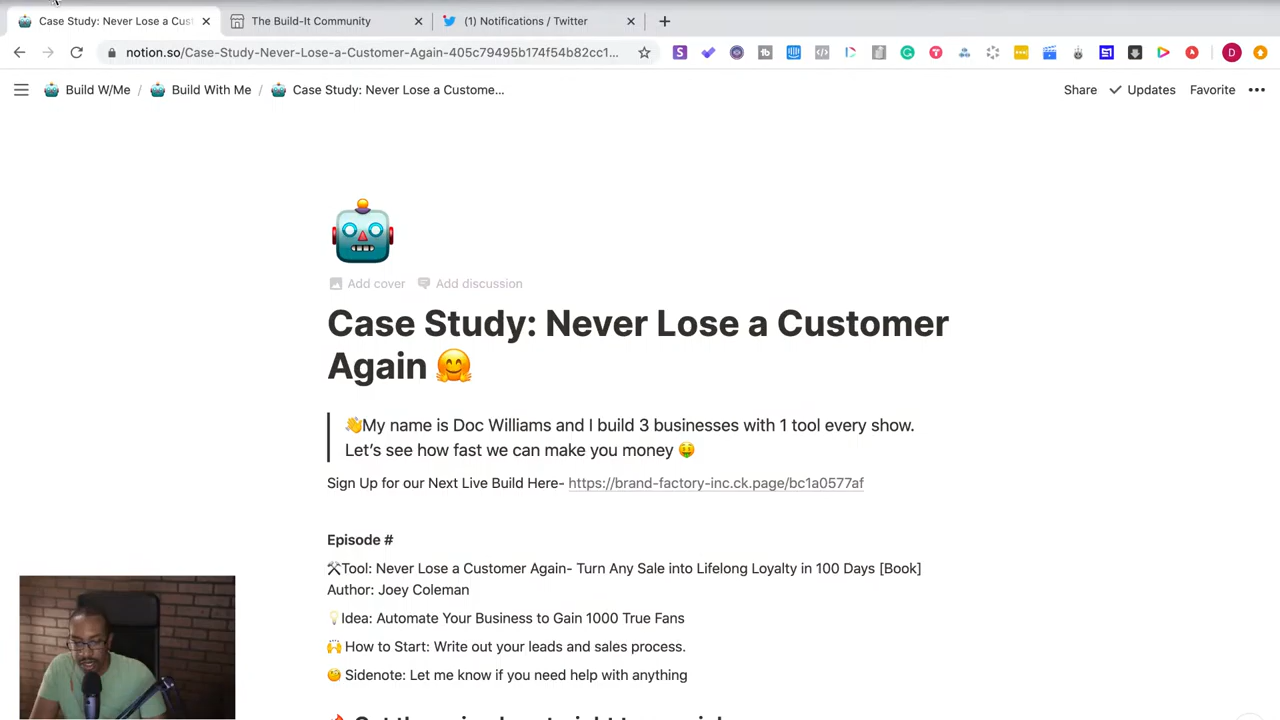 Case Study: Never Lose a Cust
The Build-It Community
(1) Notifications / Twitter
notion.so/Case-Study-Never-Lose-a-Customer-Again-405c79495b174f54b82cc1...
Build W/Me / Build With Me / Case Study: Never Lose a Custome...
Share Updates Favorite
Add cover Add discussion
Case Study: Never Lose a Customer
Again 🤗
👋My name is Doc Williams and I build 3 businesses with 1 tool every show.
Let's see how fast we can make you money 🤑
Sign Up for our Next Live Build Here- https://brand-factory-inc.ck.page/bc1a0577af
Episode #
⚒Tool: Never Lose a Customer Again- Turn Any Sale into Lifelong Loyalty in 100 Days [Book]
Author: Joey Coleman
💡Idea: Automate Your Business to Gain 1000 True Fans
🙌 How to Start: Write out your leads and sales process.
🧐 Sidenote: Let me know if you need help with anything